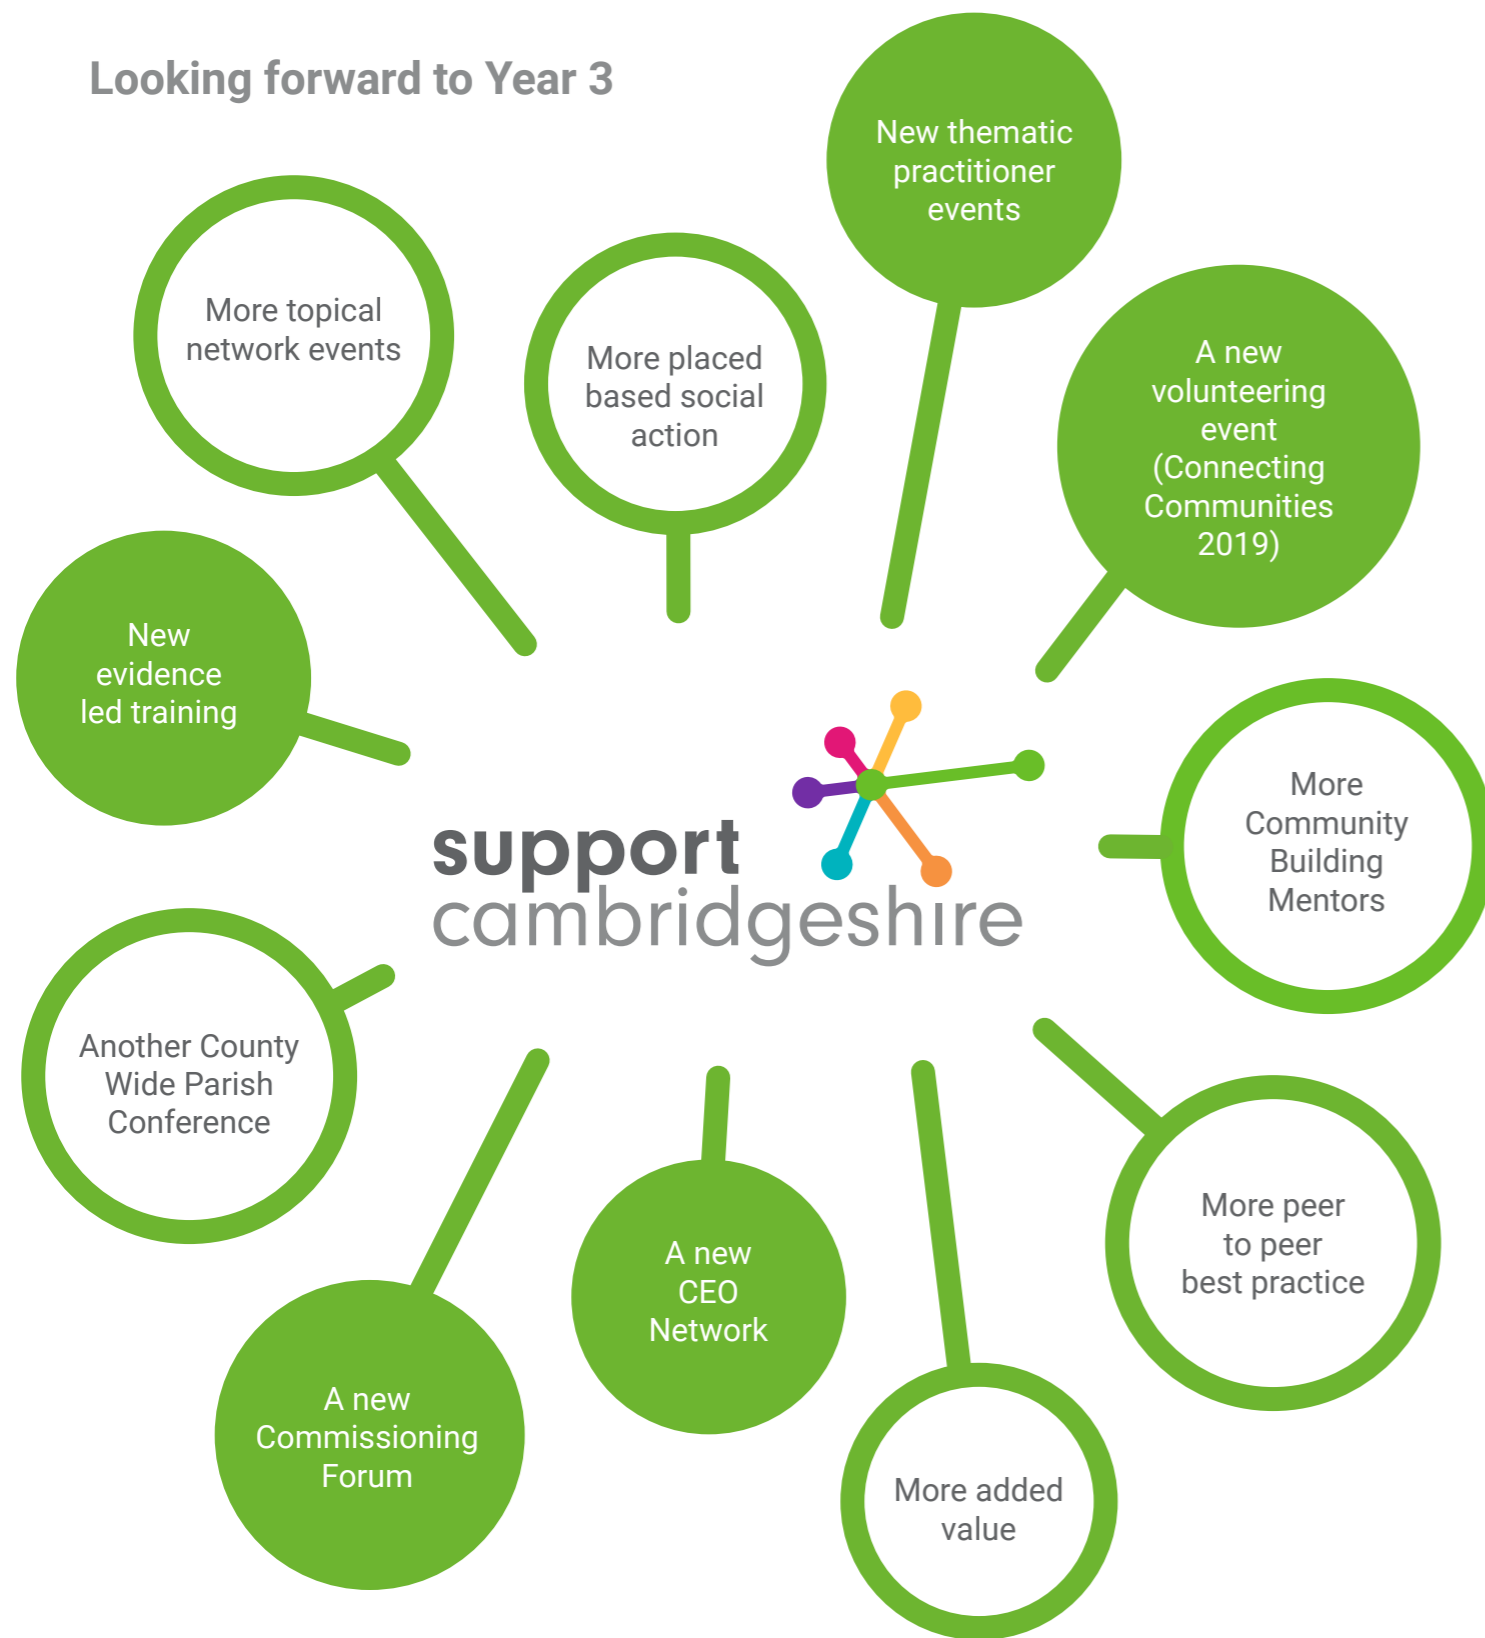 Looking forward to Year 3
New thematic
practitioner
events
More topical
network events
More placed
based social
action
A new
volunteering
event
(Connecting
Communities
2019)
New
evidence
led training
More
Community
Building
Mentors
support
cambridgeshire
Another County
Wide Parish
Conference
More peer
to peer
best practice
A new
CEO
Network
A new
Commissioning
Forum
More added
value